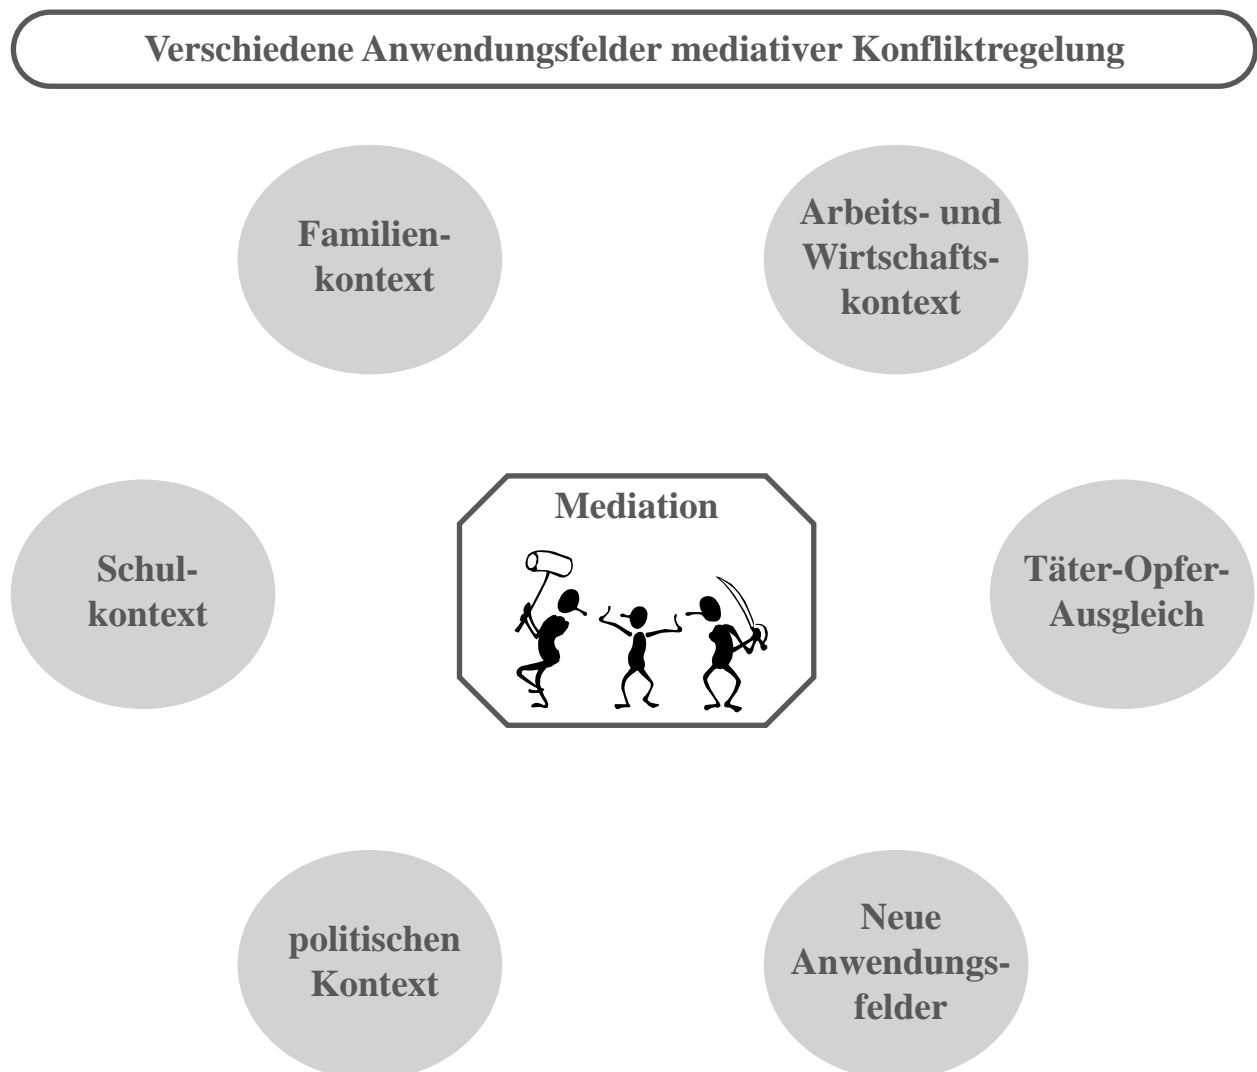 Verschiedene Anwendungsfelder mediativer Konfliktregelung
Familien-
kontext
Arbeits- und
Wirtschafts-
kontext
Schul-
kontext
Mediation
Täter-Opfer-
Ausgleich
politischen
Kontext
Neue
Anwendungs-
felder